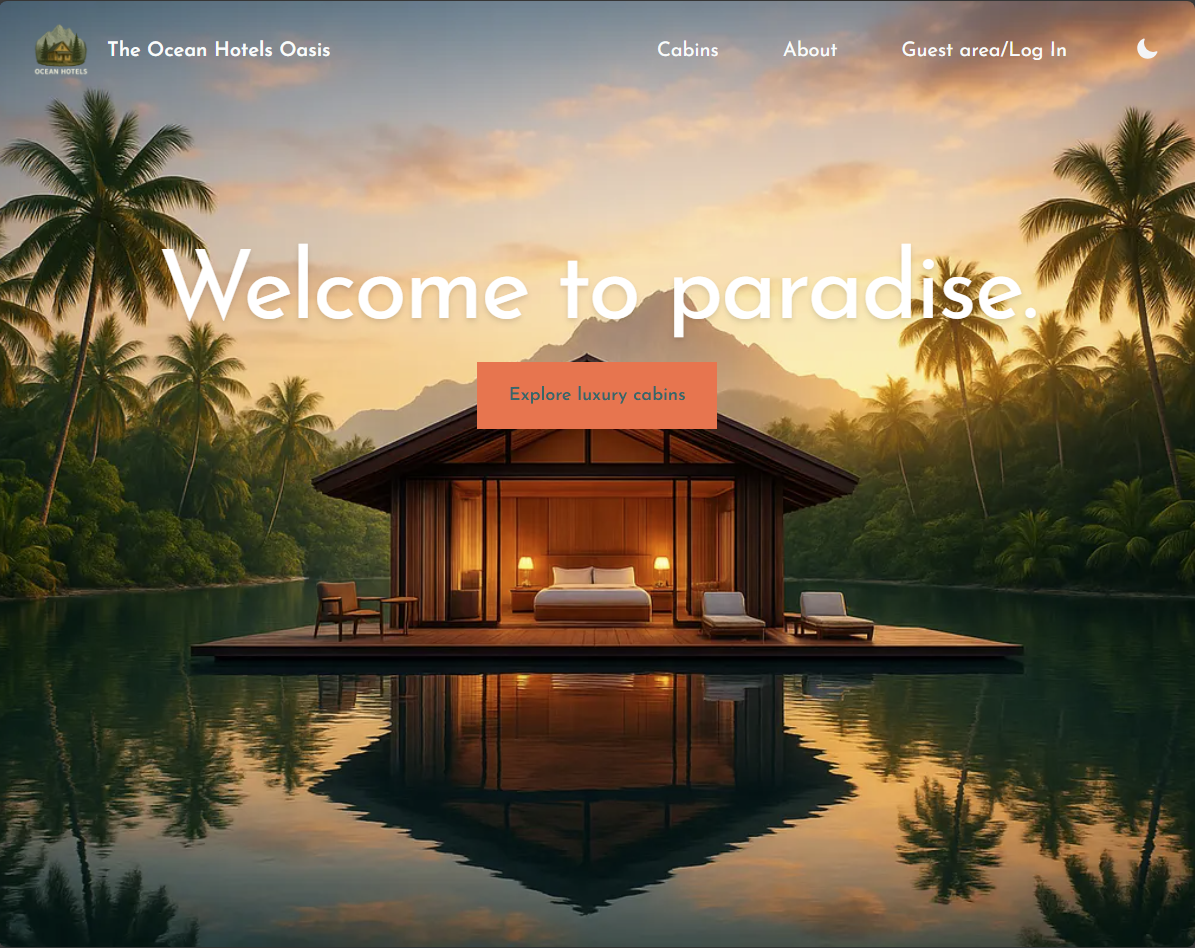 OCEAN HOTELS
The Ocean Hotels Oasis
Cabins
About
Guest area/Log In
Welcome to paradise.
Explore luxury cabins